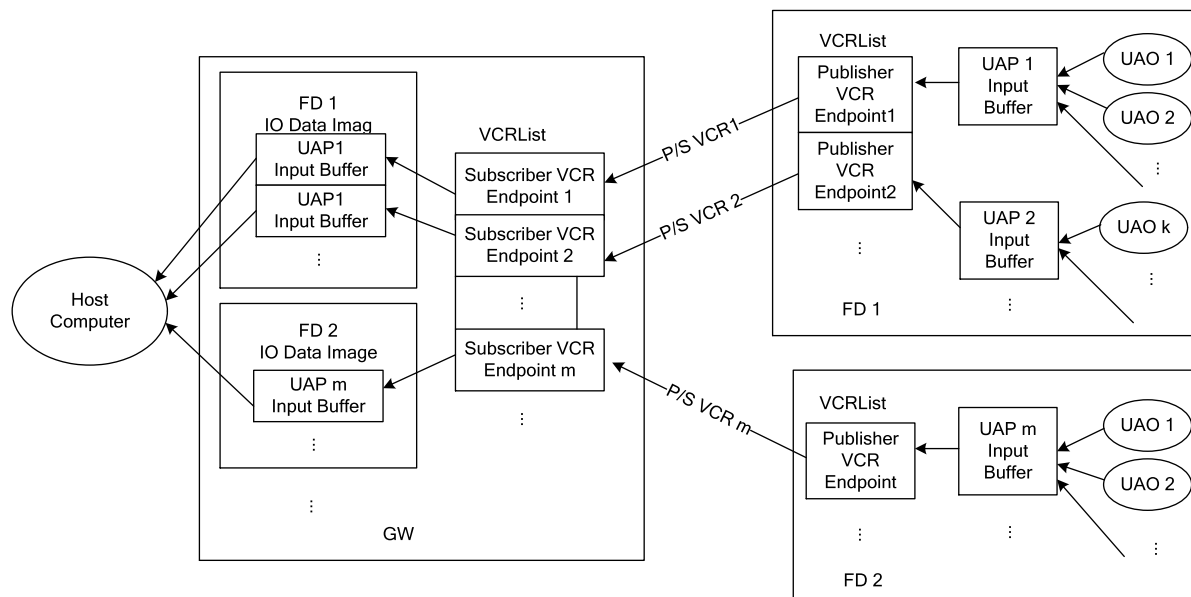 Host
Computer
FD 1
IO Data Imag
UAP1
Input Buffer
UAP1
Input Buffer
⋮
FD 2
IO Data Image
UAP m
Input Buffer
⋮
⋮
GW
VCRList
Subscriber VCR
Endpoint 1
Subscriber VCR
Endpoint 2
⋮
Subscriber VCR
Endpoint m
⋮
P/S VCR1
P/S VCR 2
P/S VCR m
VCRList
Publisher
VCR
Endpoint1
Publisher
VCR
Endpoint2
⋮
FD 1
UAP 1
Input
Buffer
UAP 2
Input
Buffer
⋮
UAO 1
UAO 2
⋮
UAO k
⋮
VCRList
Publisher
VCR
Endpoint
⋮
FD 2
UAP m
Input
Buffer
⋮
UAO 1
UAO 2
⋮